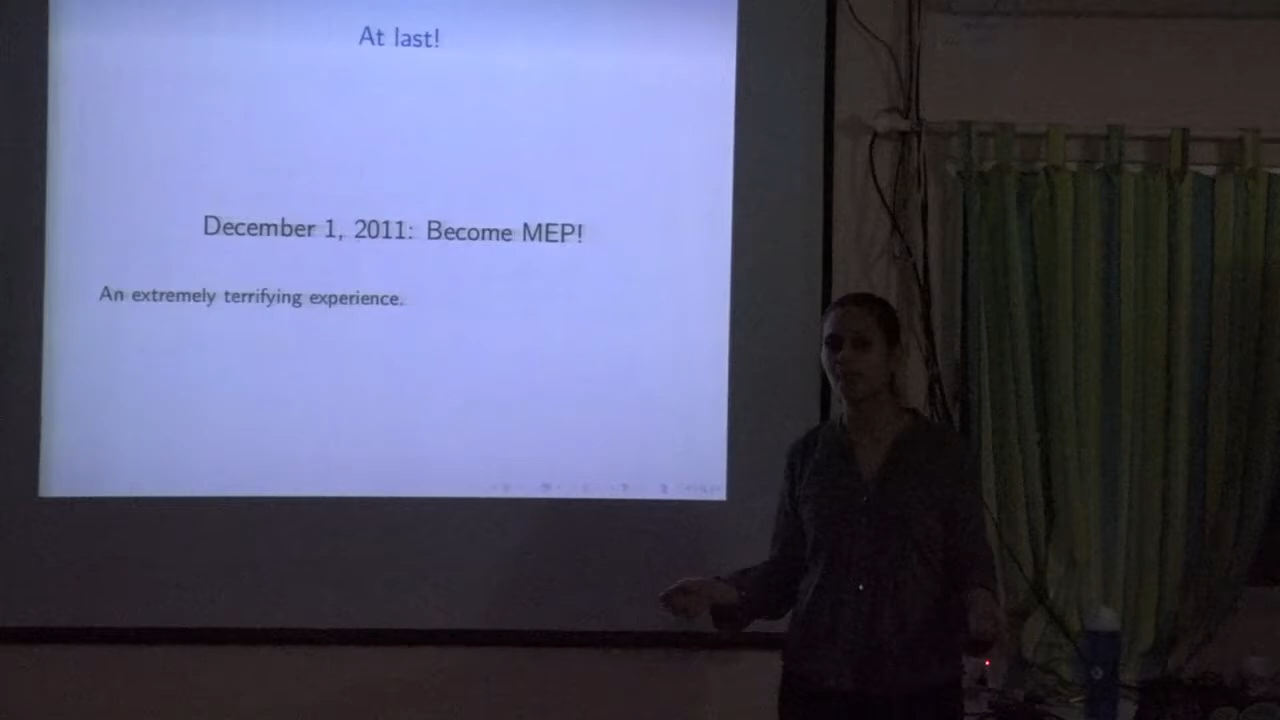 At last!
December 1, 2011: Become MEP!
An extremely terrifying experience.